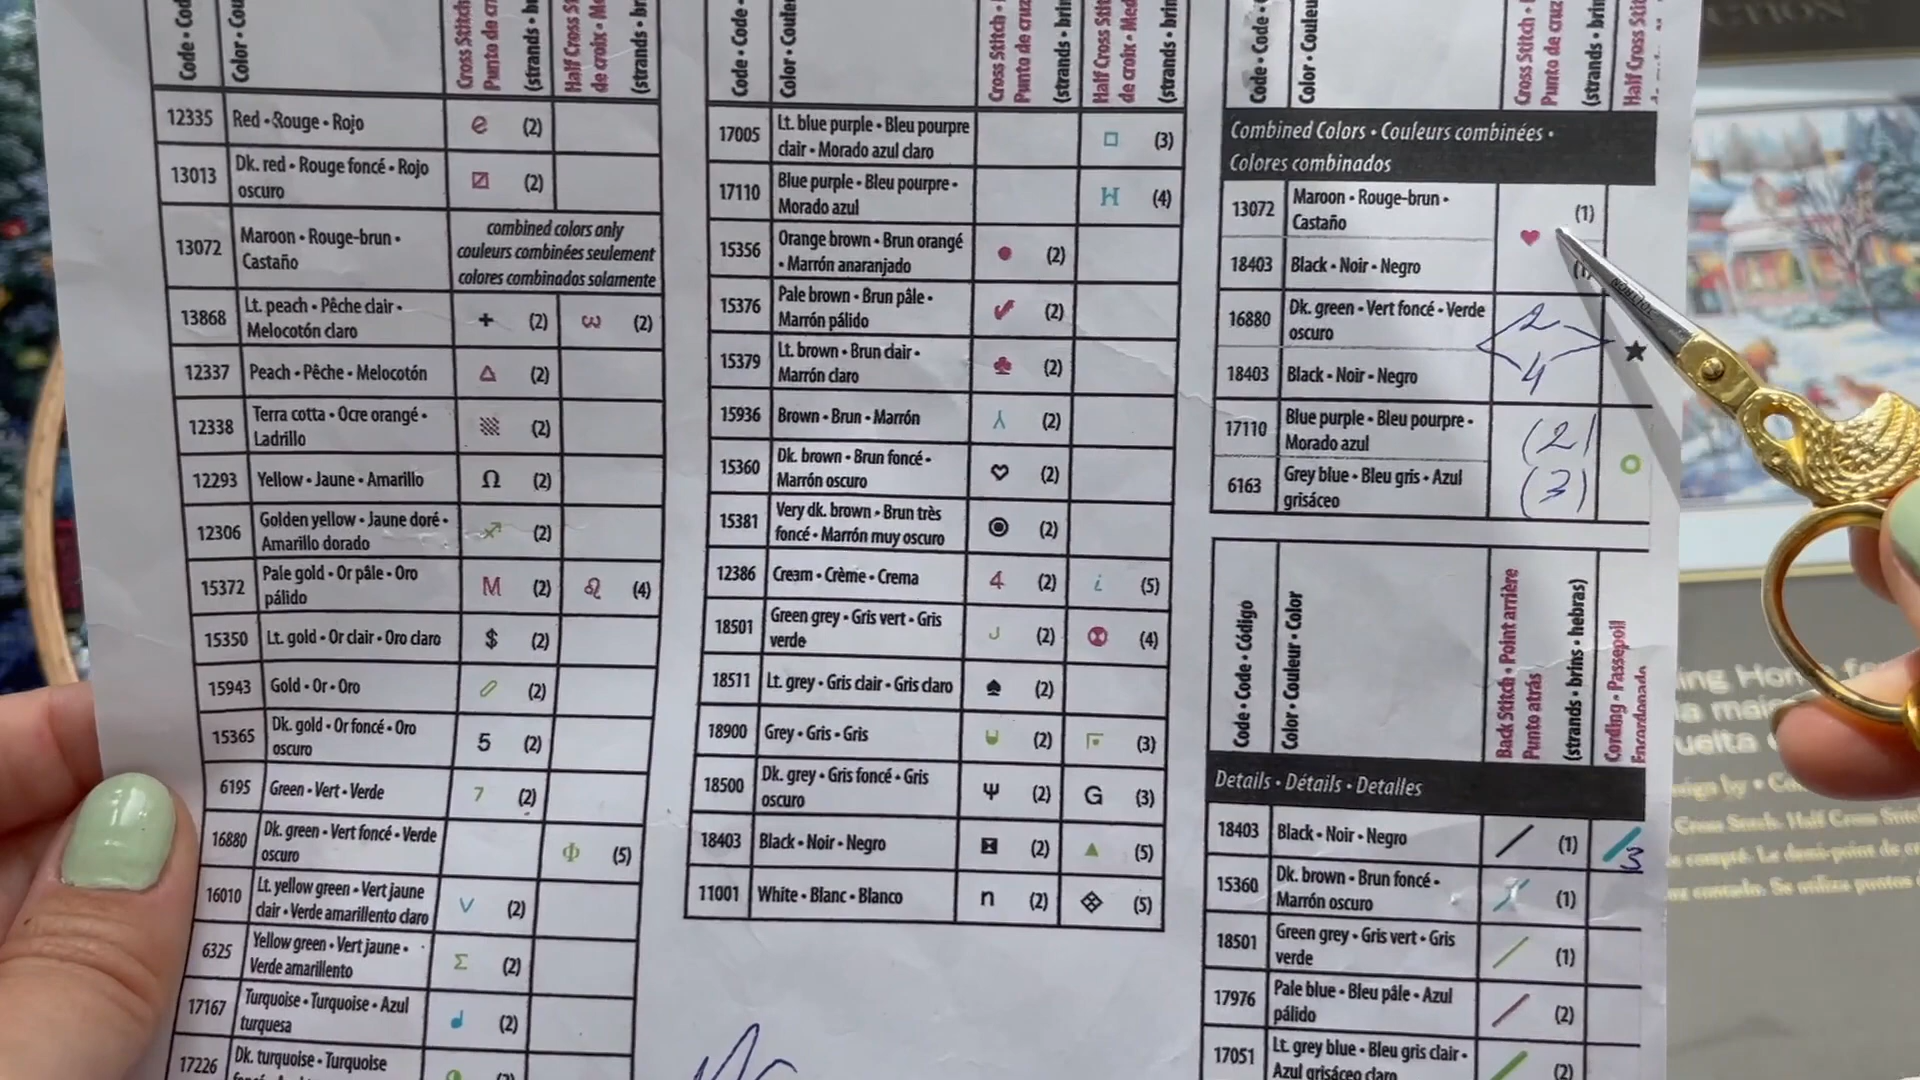 Code • Cod
Color • Cou
Cross Stitch
Punto de cr
(strands • br
Half Cross St
de croix • Me
(strands • br
12335 Red • Rouge • Rojo e (2)
13013 Dk. red • Rouge foncé • Rojo
oscuro (2)
13072 Maroon • Rouge-brun •
Castaño
combined colors only
couleurs combinées seulement
colores combinados solamente
13868 Lt. peach • Pêche clair •
Melocotón claro + (2) ω (2)
12337 Peach • Pêche • Melocotón △ (2)
12338 Terra cotta • Ocre orangé •
Ladrillo (2)
12293 Yellow • Jaune • Amarillo Ω (2)
12306 Golden yellow • Jaune doré •
Amarillo dorado (2)
15372 Pale gold • Or pâle • Oro
pálido M (2) ♌ (4)
15350 Lt. gold • Or clair • Oro claro $ (2)
15943 Gold • Or • Oro (2)
15365 Dk. gold • Or foncé • Oro
oscuro 5 (2)
6195 Green • Vert • Verde 7 (2)
16880 Dk. green • Vert foncé • Verde
oscuro Φ (5)
16010 Lt. yellow green • Vert jaune
clair • Verde amarillento claro V (2)
6325 Yellow green • Vert jaune •
Verde amarillento Σ (2)
17167 Turquoise • Turquoise • Azul
turquesa (2)
17226 Dk. turquoise • Turquoise
Code • Code •
Color • Couleu
Cross Stitch •
Punto de cruz
(strands • brin
Half Cross Stit
de croix • Med
(strands • brin
17005 Lt. blue purple • Bleu pourpre
clair • Morado azul claro □ (3)
17110 Blue purple • Bleu pourpre •
Morado azul H (4)
15356 Orange brown • Brun orangé
• Marrón anaranjado ● (2)
15376 Pale brown • Brun pâle •
Marrón pálido (2)
15379 Lt. brown • Brun clair •
Marrón claro ♣ (2)
15936 Brown • Brun • Marrón (2)
15360 Dk. brown • Brun foncé •
Marrón oscuro ♡ (2)
15381 Very dk. brown • Brun très
foncé • Marrón muy oscuro ◉ (2)
12386 Cream • Crème • Crema 4 (2) i (5)
18501 Green grey • Gris vert • Gris
verde (2) (4)
18511 Lt. grey • Gris clair • Gris claro ♠ (2)
18900 Grey • Gris • Gris (2) (3)
18500 Dk. grey • Gris foncé • Gris
oscuro Ψ (2) G (3)
18403 Black • Noir • Negro (2) ▲ (5)
11001 White • Blanc • Blanco n (2) (5)
Code • Code •
Color • Couleu
Cross Stitch •
Punto de cruz
(strands • brin
Half Cross Stit
Combined Colors • Couleurs combinées •
Colores combinados
13072 Maroon • Rouge-brun •
Castaño (1)
♥
18403 Black • Noir • Negro (1)
16880 Dk. green • Vert foncé • Verde
oscuro 2
★
18403 Black • Noir • Negro 4
17110 Blue purple • Bleu pourpre •
Morado azul (2)
6163 Grey blue • Bleu gris • Azul
grisáceo (3)
Code • Code • Código
Color • Couleur • Color
Back Stitch • Point arrière
Punto atrás
(strands • brins • hebras)
Cording • Passepoil
Encordonado
Details • Détails • Detalles
18403 Black • Noir • Negro (1) 3
15360 Dk. brown • Brun foncé •
Marrón oscuro (1)
18501 Green grey • Gris vert • Gris
verde (1)
17976 Pale blue • Bleu pâle • Azul
pálido (2)
17051 Lt. grey blue • Bleu gris clair •
Azul grisáceo claro (2)
CTION
ing Home fo
la mais
uelta
sign by •
Cross Stitch. Half Cross Stitc